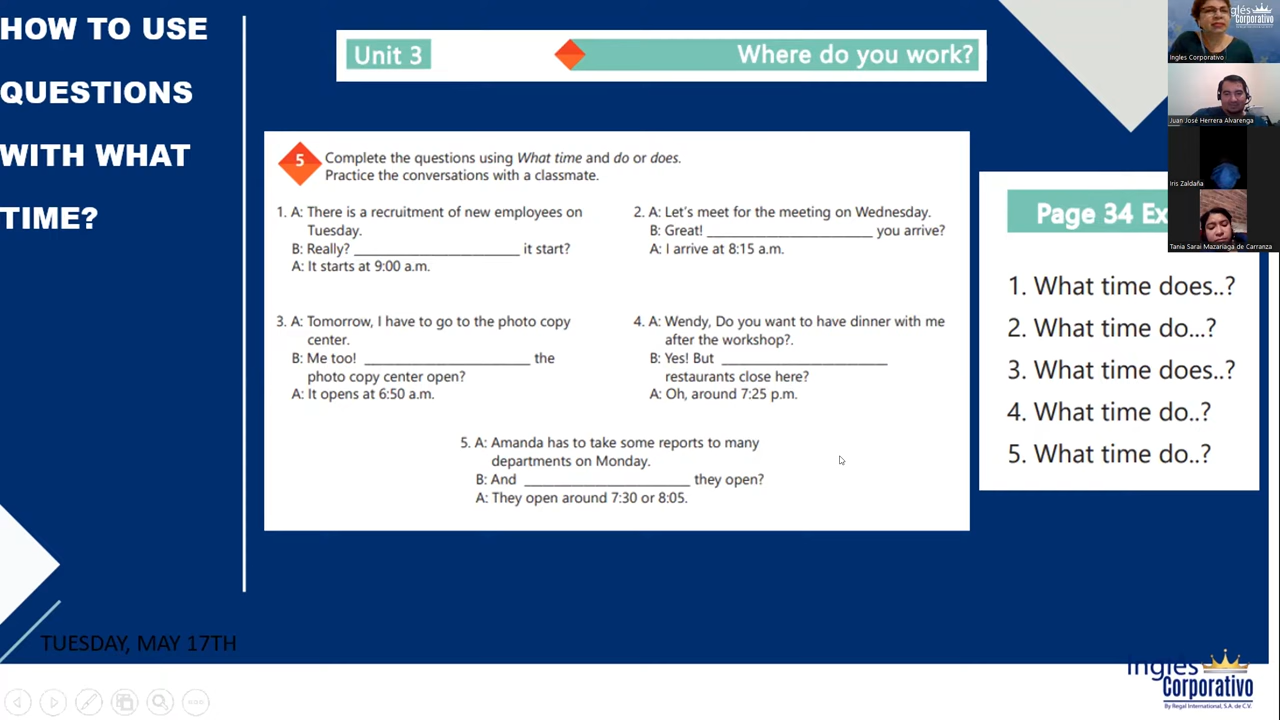 HOW TO USE
QUESTIONS
WITH WHAT
TIME?
Unit 3
Where do you work?
5
Complete the questions using What time and do or does.
Practice the conversations with a classmate.
1. A: There is a recruitment of new employees on
Tuesday.
B: Really? ______________________ it start?
A: It starts at 9:00 a.m.
2. A: Let's meet for the meeting on Wednesday.
B: Great! ______________________ you arrive?
A: I arrive at 8:15 a.m.
3. A: Tomorrow, I have to go to the photo copy
center.
B: Me too! ______________________ the
photo copy center open?
A: It opens at 6:50 a.m.
4. A: Wendy, Do you want to have dinner with me
after the workshop?.
B: Yes! But ______________________
restaurants close here?
A: Oh, around 7:25 p.m.
5. A: Amanda has to take some reports to many
departments on Monday.
B: And ______________________ they open?
A: They open around 7:30 or 8:05.
Page 34 Ex
1. What time does..?
2. What time do...?
3. What time does..?
4. What time do..?
5. What time do..?
TUESDAY, MAY 17TH
Inglés
Corporativo
By Regal International, S.A. de C.V.
glés
Corporativo
Ingles Corporativo
Juan José Herrera Alvarenga
Iris Zaldaña
Tania Sarai Mazariaga de Carranza